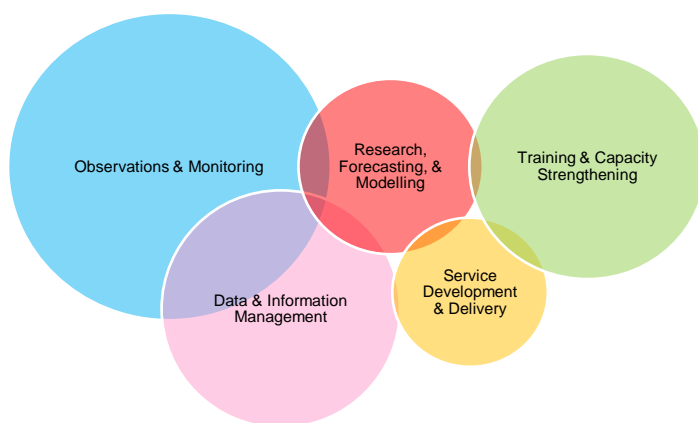 Observations & Monitoring
Research,
Forecasting, &
Modelling
Training & Capacity
Strengthening
Data & Information
Management
Service
Development
& Delivery